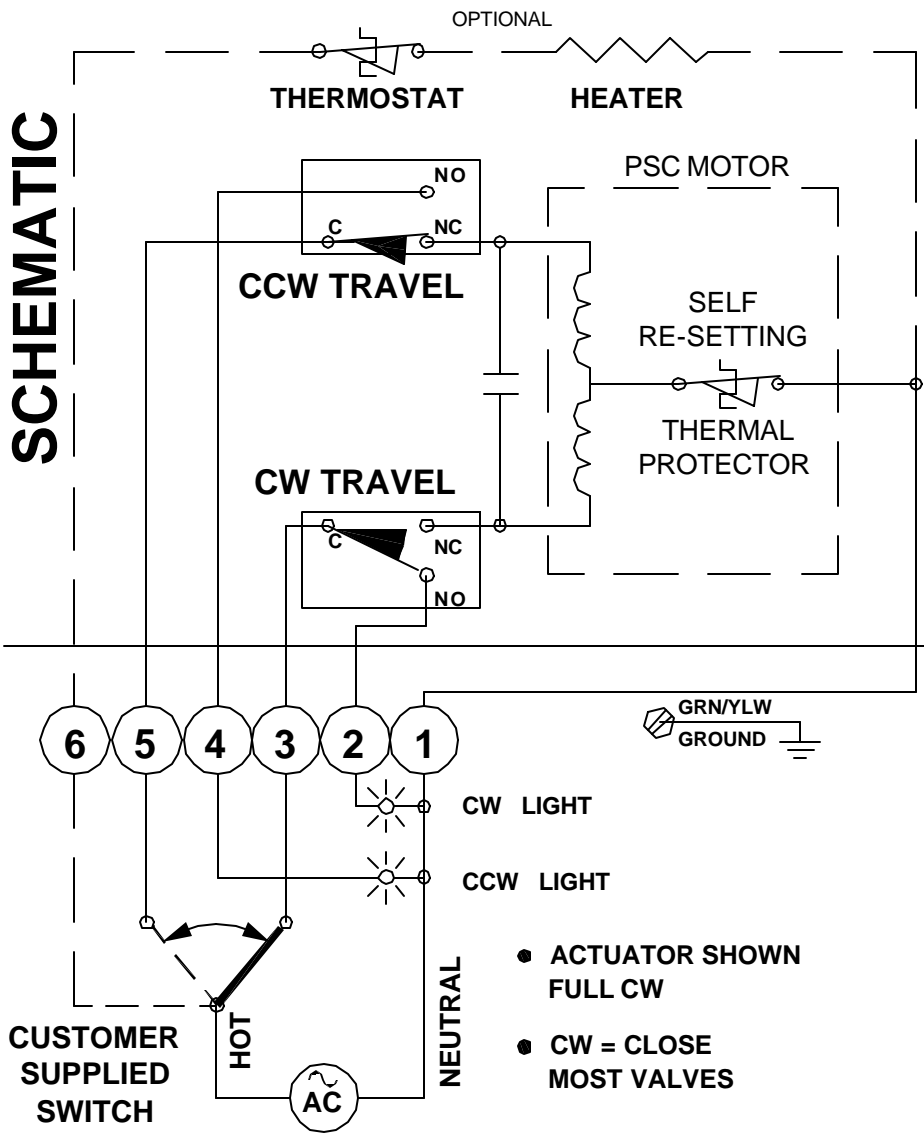 OPTIONAL
THERMOSTAT
HEATER
SCHEMATIC
PSC MOTOR
NO
C
NC
CCW TRAVEL
SELF
RE-SETTING
THERMAL
PROTECTOR
CW TRAVEL
C
NC
NO
6 5 4 3 2 1
GRN/YLW
GROUND
CW LIGHT
CCW LIGHT
HOT
NEUTRAL
ACTUATOR SHOWN
FULL CW
CW = CLOSE
MOST VALVES
CUSTOMER
SUPPLIED
SWITCH
AC